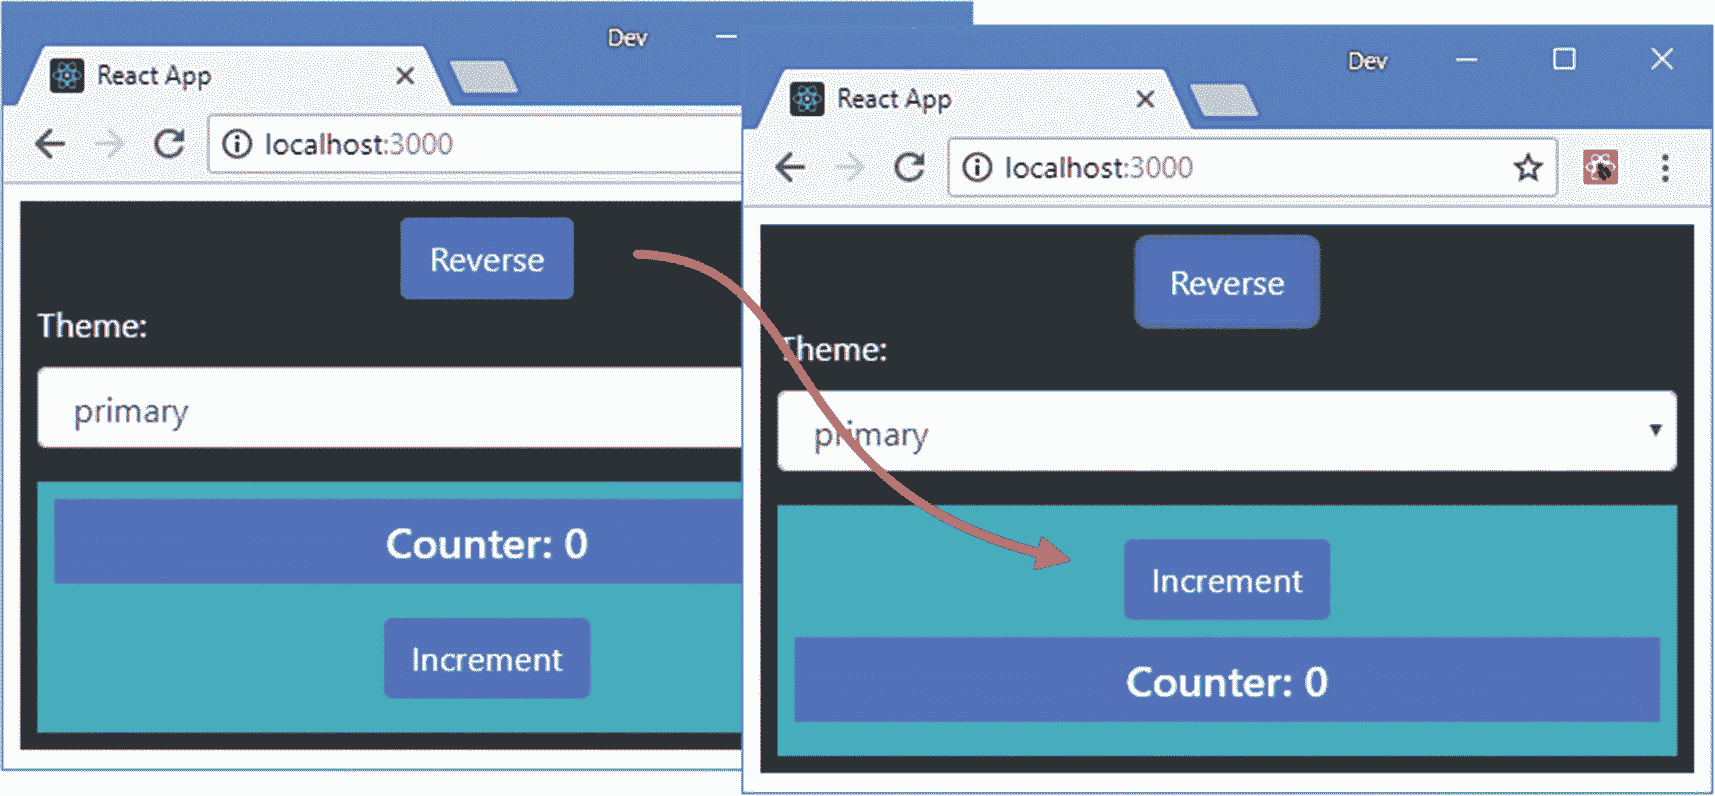 Dev
React App
localhost:3000
Reverse
Theme:
primary
Counter: 0
Increment
Dev
React App
localhost:3000
Reverse
Theme:
primary
Increment
Counter: 0